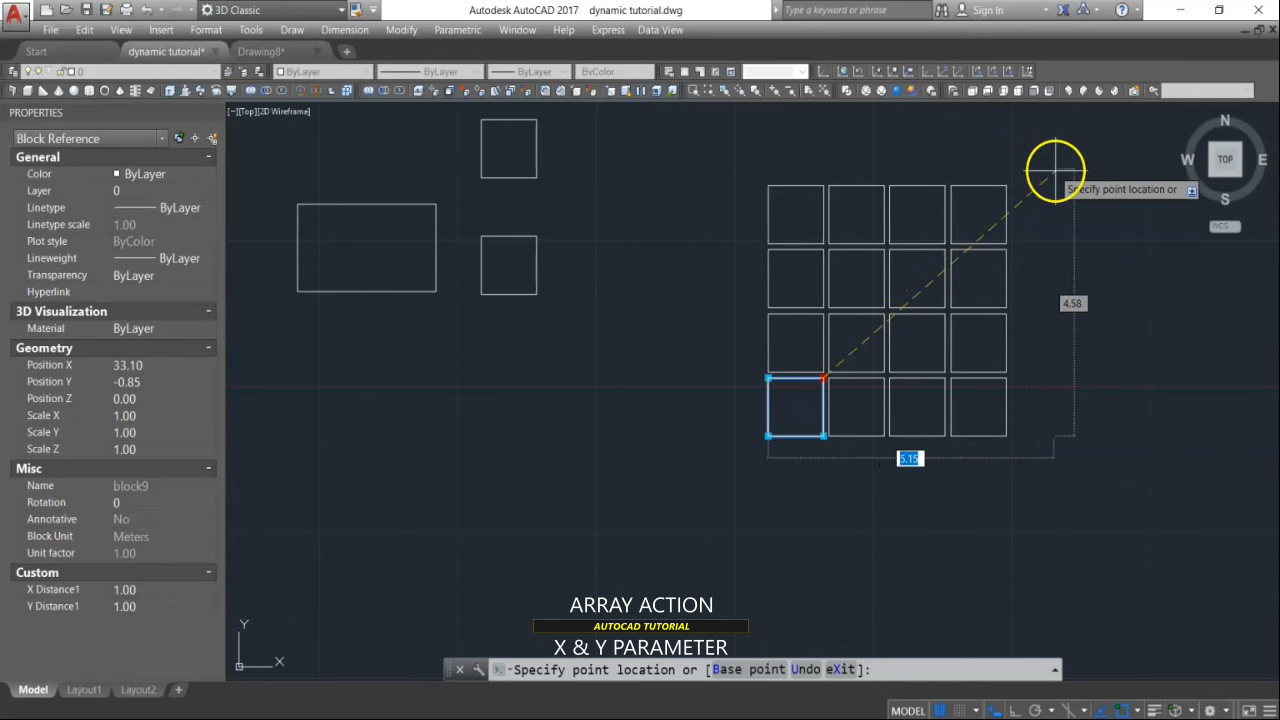 3D Classic
Autodesk AutoCAD 2017 dynamic tutorial.dwg
Type a keyword or phrase
Sign In
File Edit View Insert Format Tools Draw Dimension Modify Parametric Window Help Express Data View
Start
dynamic tutorial*
Drawing8*
0
ByLayer
ByLayer
ByLayer
ByColor
PROPERTIES
[−][Top][2D Wireframe]
Block Reference
General
Color ByLayer
Layer 0
Linetype ByLayer
Linetype scale 1.00
Plot style ByColor
Lineweight ByLayer
Transparency ByLayer
Hyperlink
3D Visualization
Material ByLayer
Geometry
Position X 33.10
Position Y -0.85
Position Z 0.00
Scale X 1.00
Scale Y 1.00
Scale Z 1.00
Misc
Name block9
Rotation 0
Annotative No
Block Unit Meters
Unit factor 1.00
Custom
X Distance1 1.00
Y Distance1 1.00
N
W TOP E
S
WCS
Specify point location or
4.58
5.15
ARRAY ACTION
AUTOCAD TUTORIAL
X & Y PARAMETER
Y
X
Specify point location or [Base point Undo eXit]:
Model Layout1 Layout2
MODEL